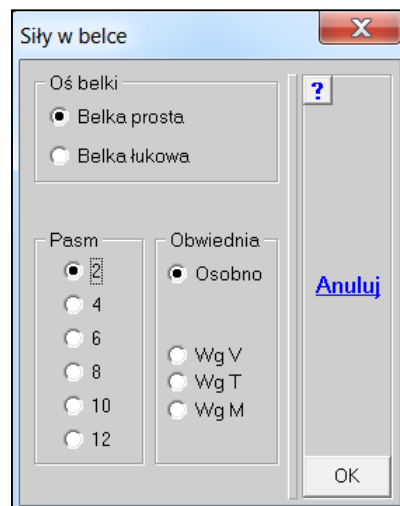 Siły w belce
Oś belki
?
Belka prosta
Belka łukowa
Pasm
Obwiednia
2
Osobno
Anuluj
4
6
Wg V
8
Wg T
10
Wg M
12
OK